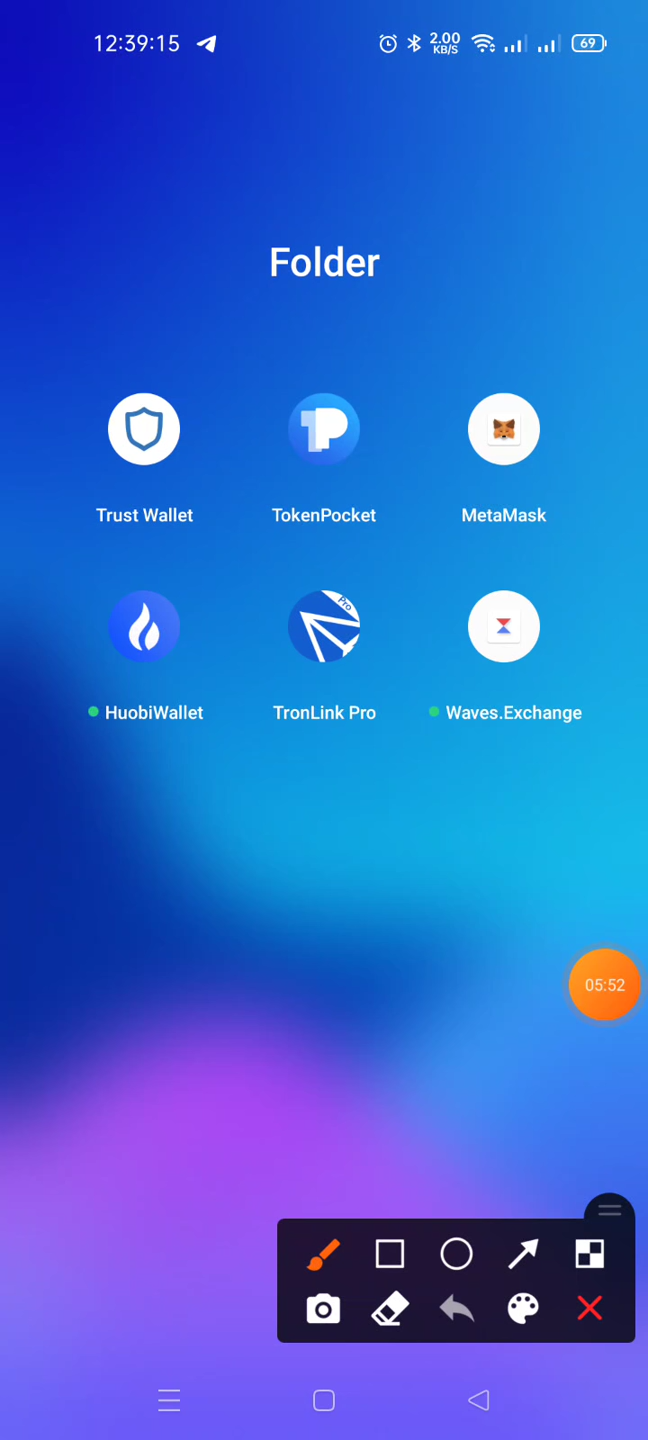 12:39:15
2.00
KB/S
69
Folder
Trust Wallet
TokenPocket
MetaMask
Pro
HuobiWallet
TronLink Pro
Waves.Exchange
05:52